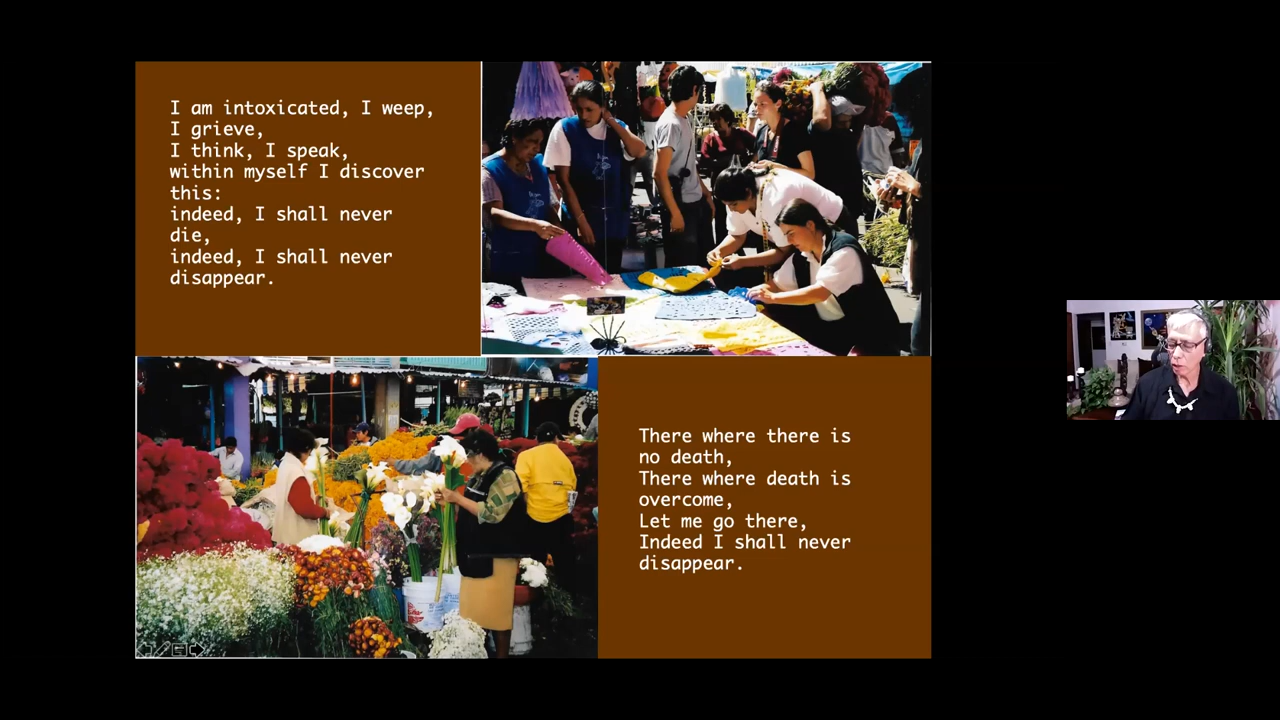 I am intoxicated, I weep,
I grieve,
I think, I speak,
within myself I discover
this:
indeed, I shall never
die,
indeed, I shall never
disappear.
There where there is
no death,
There where death is
overcome,
Let me go there,
Indeed I shall never
disappear.